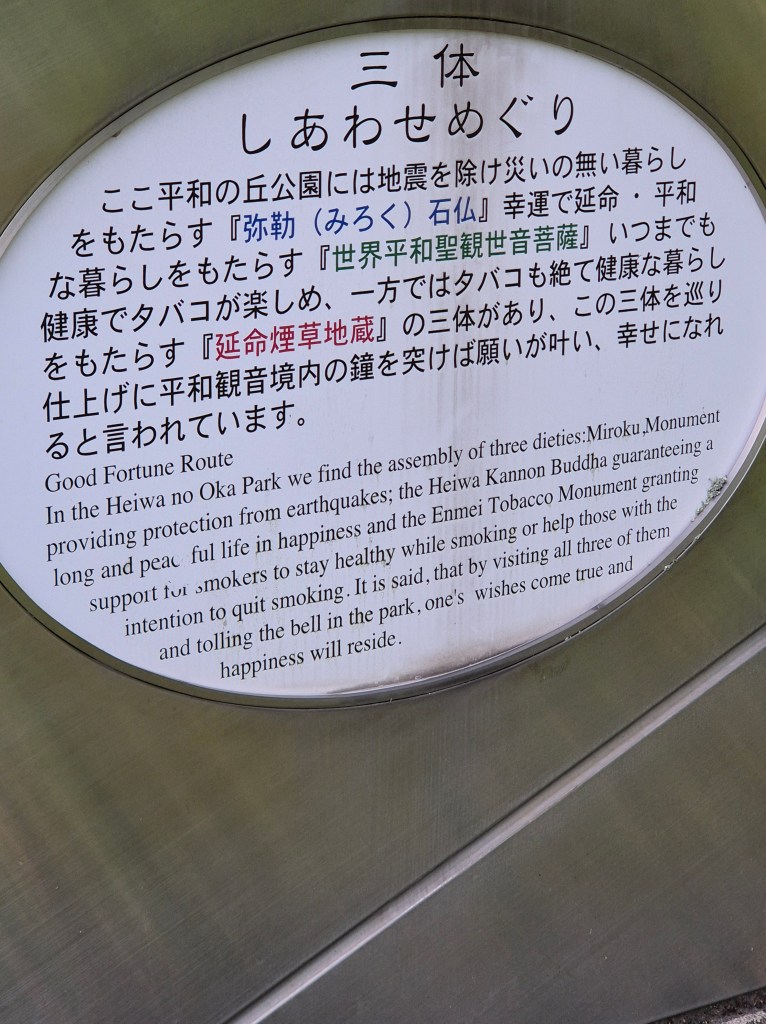 三体
しあわせめぐり
ここ平和の丘公園には地震を除け災いの無い暮らし
をもたらす『弥勒（みろく）石仏』幸運で延命・平和
な暮らしをもたらす『世界平和聖観世音菩薩』いつまでも
健康でタバコが楽しめ、一方ではタバコも絶て健康な暮らし
をもたらす『延命煙草地蔵』の三体があり、この三体を巡り
仕上げに平和観音境内の鐘を突けば願いが叶い、幸せになれ
ると言われています。
Good Fortune Route
In the Heiwa no Oka Park we find the assembly of three dieties:Miroku,Monument
providing protection from earthquakes; the Heiwa Kannon Buddha guaranteeing a
long and peac ful life in happiness and the Enmei Tobacco Monument granting
support for smokers to stay healthy while smoking or help those with the
intention to quit smoking. It is said, that by visiting all three of them
and tolling the bell in the park, one's wishes come true and
happiness will reside.